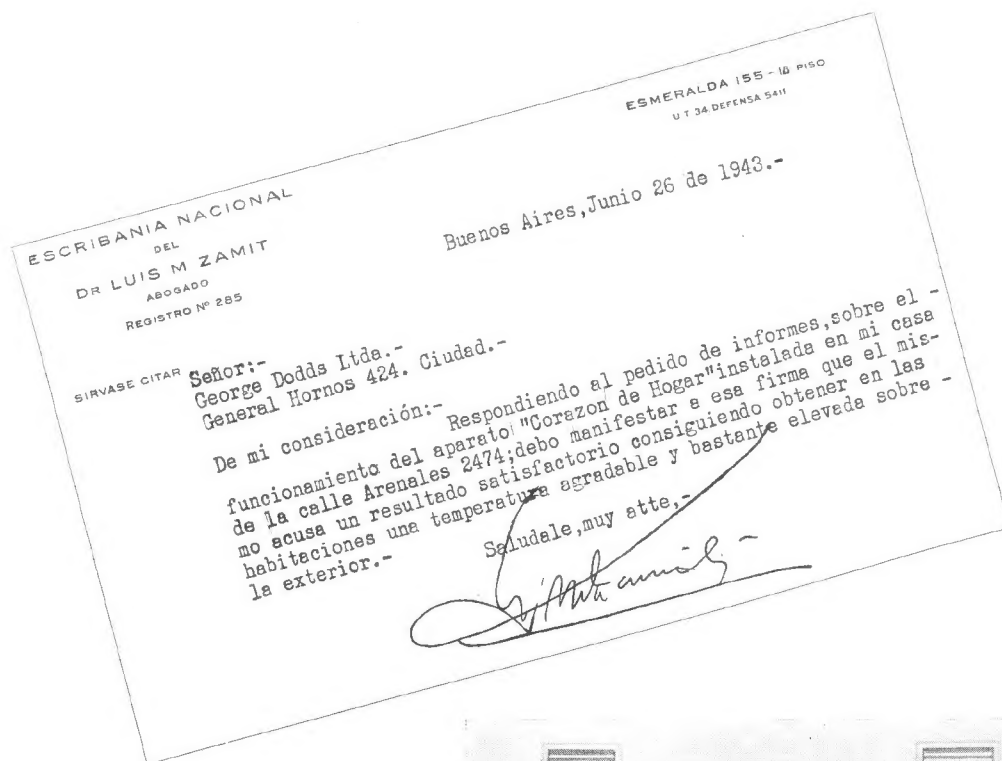 ESMERALDA 155 - 1º PISO
U T 34 DEFENSA 5411
ESCRIBANIA NACIONAL
DEL
DR LUIS M ZAMIT
ABOGADO
REGISTRO Nº 285
Buenos Aires,Junio 26 de 1943.-
SIRVASE CITAR
Señor:-
George Dodds Ltda.-
General Hornos 424. Ciudad.-
De mi consideración:-
Respondiendo al pedido de informes,sobre el -
funcionamiento del aparato "Corazon de Hogar"instalada en mi casa
de la calle Arenales 2474;debo manifestar a esa firma que el mis-
mo acusa un resultado satisfactorio consiguiendo obtener en las
habitaciones una temperatura agradable y bastante elevada sobre -
la exterior.-
Saludale,muy atte,-